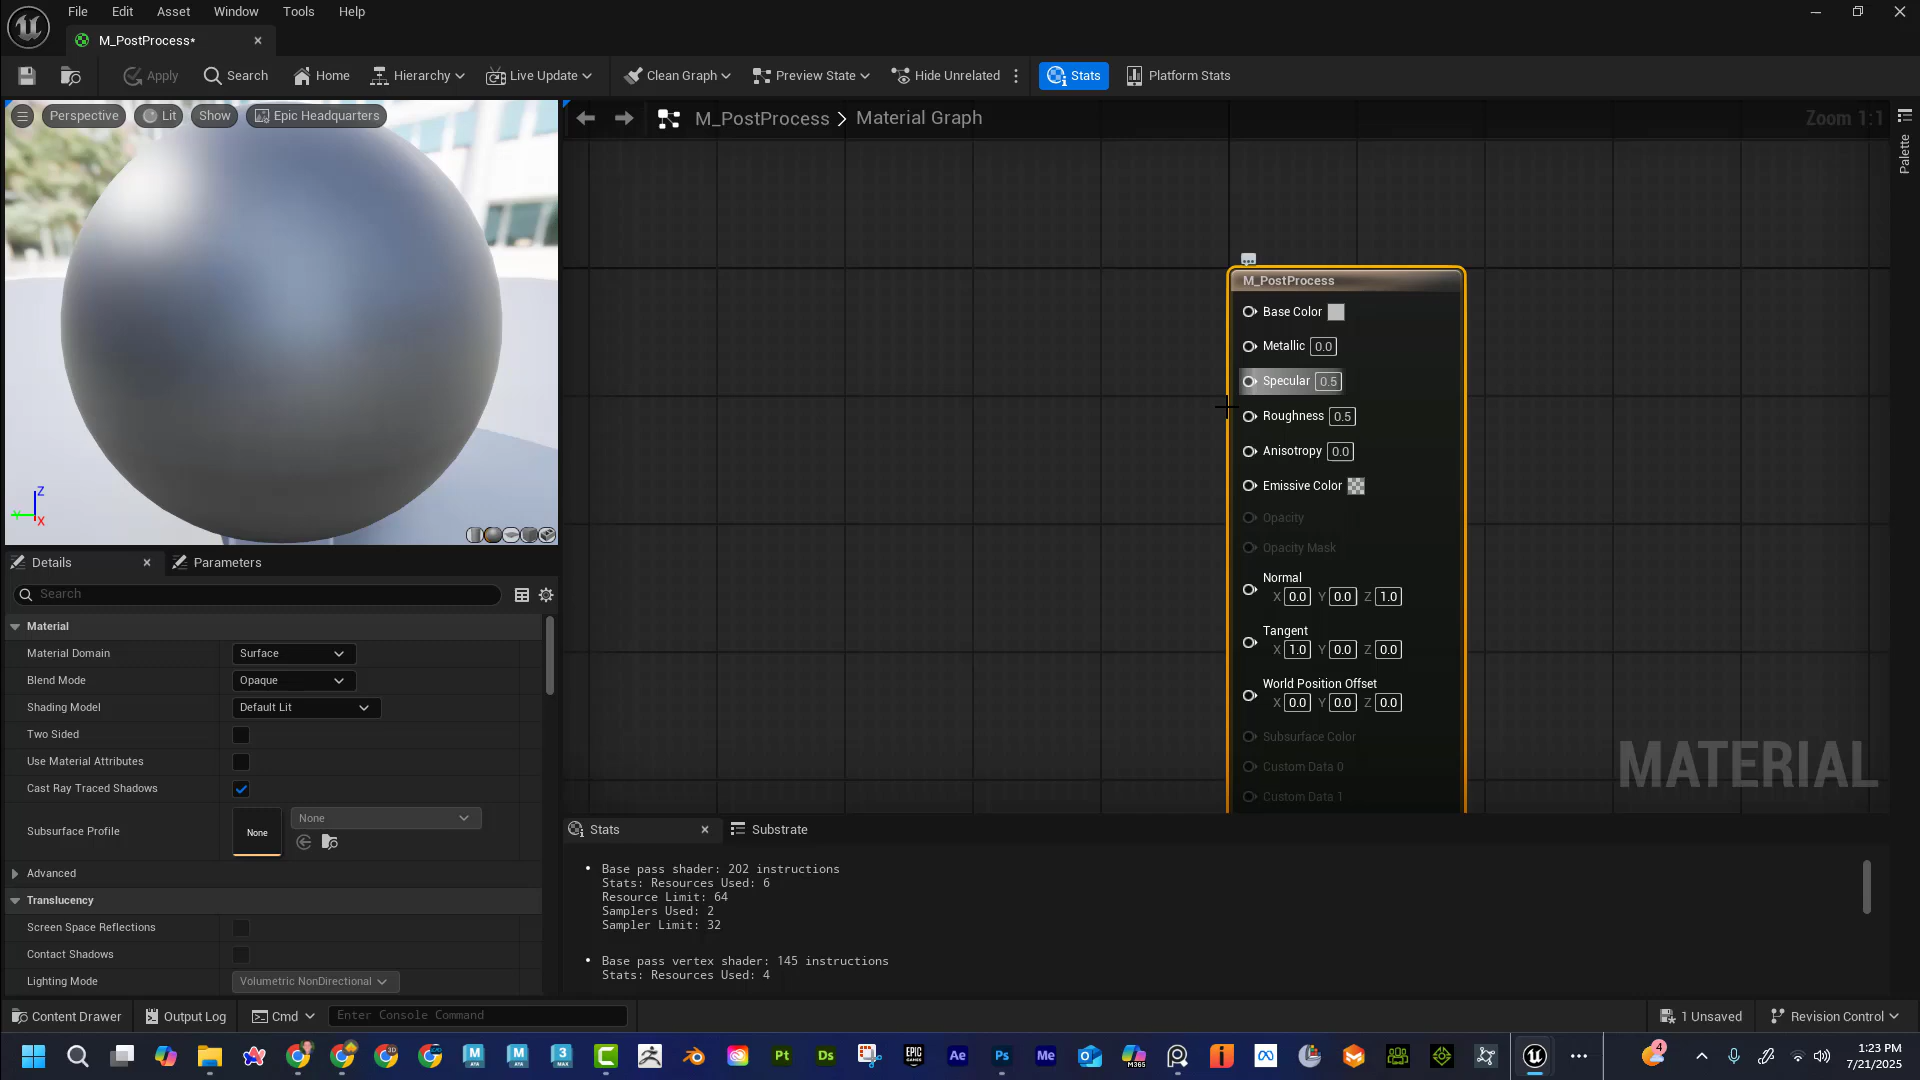 File Edit Asset Window Tools Help
M_PostProcess*
Apply Search Home Hierarchy Live Update Clean Graph Preview State Hide Unrelated Stats Platform Stats
Perspective Lit Show Epic Headquarters
M_PostProcess > Material Graph
Zoom 1:1
Palette
Z
Y
X
M_PostProcess
Base Color
Metallic 0.0
Specular 0.5
Roughness 0.5
Anisotropy 0.0
Emissive Color
Opacity
Opacity Mask
Normal
X 0.0 Y 0.0 Z 1.0
Tangent
X 1.0 Y 0.0 Z 0.0
World Position Offset
X 0.0 Y 0.0 Z 0.0
Subsurface Color
Custom Data 0
Custom Data 1
MATERIAL
Details Parameters
Search
Material
Material Domain Surface
Blend Mode Opaque
Shading Model Default Lit
Two Sided
Use Material Attributes
Cast Ray Traced Shadows
Subsurface Profile None None
Advanced
Translucency
Screen Space Reflections
Contact Shadows
Lighting Mode Volumetric NonDirectional
Stats Substrate
• Base pass shader: 202 instructions
Stats: Resources Used: 6
Resource Limit: 64
Samplers Used: 2
Sampler Limit: 32
• Base pass vertex shader: 145 instructions
Stats: Resources Used: 4
Content Drawer Output Log Cmd Enter Console Command 1 Unsaved Revision Control
Pt Ds EPIC GAMES Ae Ps Me M365 4
1:23 PM
7/21/2025